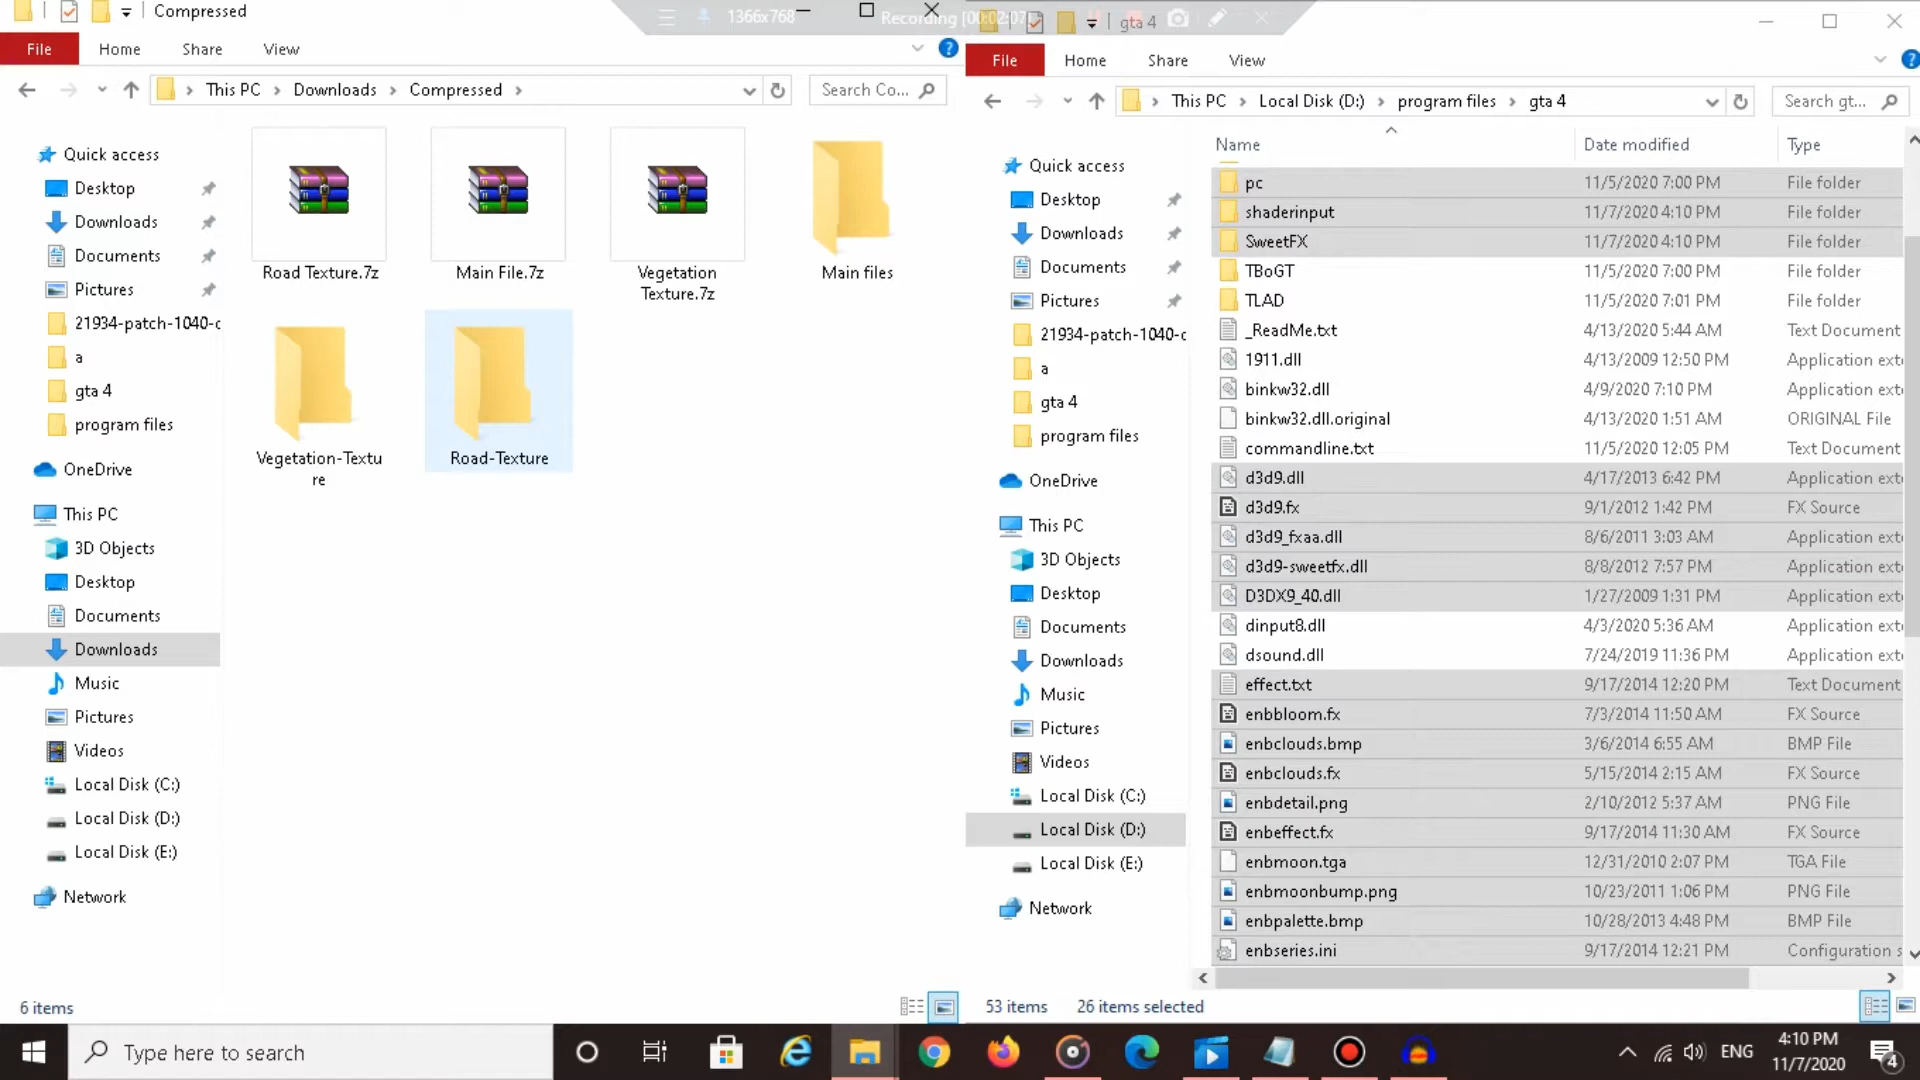 Compressed
File Home Share View
This PC Downloads Compressed
Search Co...
Quick access
Desktop
Downloads
Documents
Pictures
21934-patch-1040-c
a
gta 4
program files
OneDrive
This PC
3D Objects
Desktop
Documents
Downloads
Music
Pictures
Videos
Local Disk (C:)
Local Disk (D:)
Local Disk (E:)
Network
Road Texture.7z
Main File.7z
Vegetation
Texture.7z
Main files
Vegetation-Textu
re
Road-Texture
6 items
1366x768
Recording [00:02:07]
gta 4
File Home Share View
This PC Local Disk (D:) program files gta 4
Search gt...
Quick access
Desktop
Downloads
Documents
Pictures
21934-patch-1040-c
a
gta 4
program files
OneDrive
This PC
3D Objects
Desktop
Documents
Downloads
Music
Pictures
Videos
Local Disk (C:)
Local Disk (D:)
Local Disk (E:)
Network
Name Date modified Type
pc 11/5/2020 7:00 PM File folder
shaderinput 11/7/2020 4:10 PM File folder
SweetFX 11/7/2020 4:10 PM File folder
TBoGT 11/5/2020 7:00 PM File folder
TLAD 11/5/2020 7:01 PM File folder
_ReadMe.txt 4/13/2020 5:44 AM Text Document
1911.dll 4/13/2009 12:50 PM Application exte
binkw32.dll 4/9/2020 7:10 PM Application exte
binkw32.dll.original 4/13/2020 1:51 AM ORIGINAL File
commandline.txt 11/5/2020 12:05 PM Text Document
d3d9.dll 4/17/2013 6:42 PM Application exte
d3d9.fx 9/1/2012 1:42 PM FX Source
d3d9_fxaa.dll 8/6/2011 3:03 AM Application exte
d3d9-sweetfx.dll 8/8/2012 7:57 PM Application exte
D3DX9_40.dll 1/27/2009 1:31 PM Application exte
dinput8.dll 4/3/2020 5:36 AM Application exte
dsound.dll 7/24/2019 11:36 PM Application exte
effect.txt 9/17/2014 12:20 PM Text Document
enbbloom.fx 7/3/2014 11:50 AM FX Source
enbclouds.bmp 3/6/2014 6:55 AM BMP File
enbclouds.fx 5/15/2014 2:15 AM FX Source
enbdetail.png 2/10/2012 5:37 AM PNG File
enbeffect.fx 9/17/2014 11:30 AM FX Source
enbmoon.tga 12/31/2010 2:07 PM TGA File
enbmoonbump.png 10/23/2011 1:06 PM PNG File
enbpalette.bmp 10/28/2013 4:48 PM BMP File
enbseries.ini 9/17/2014 12:21 PM Configuration s
53 items 26 items selected
Type here to search
ENG
4:10 PM
11/7/2020
4